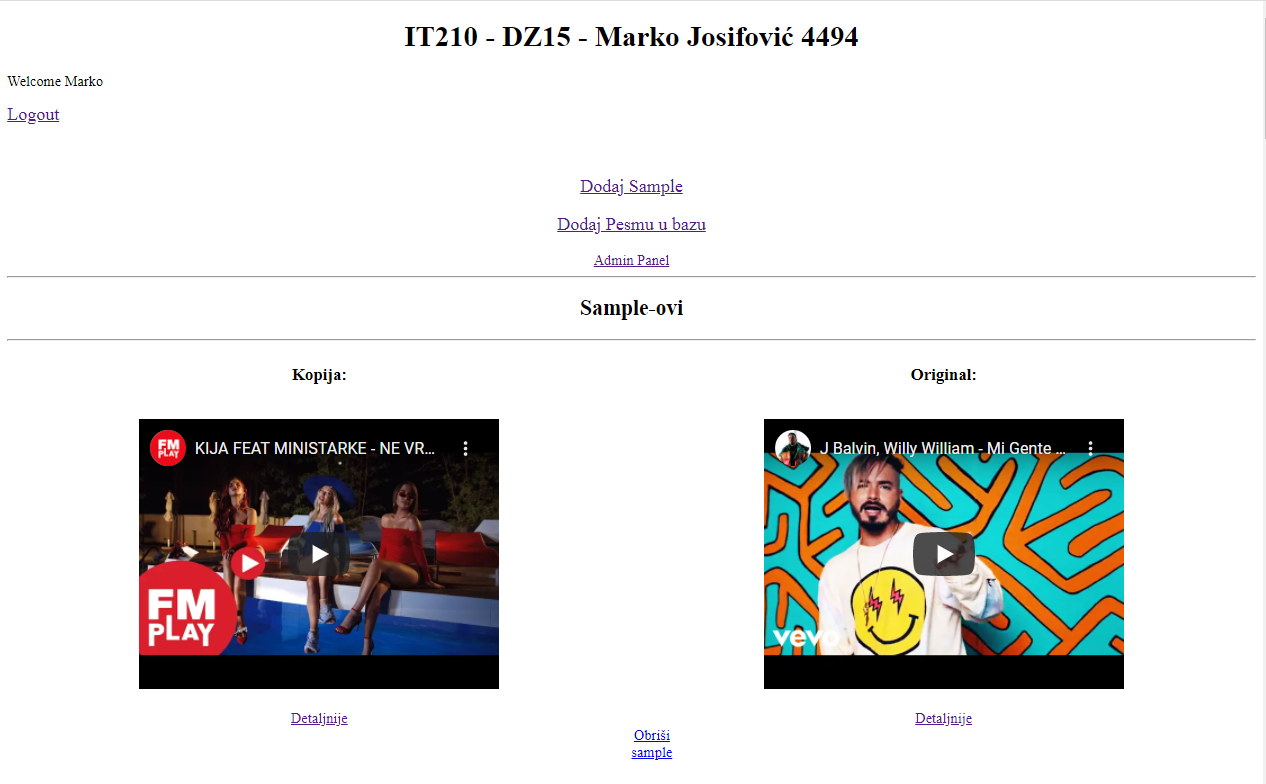 IT210 - DZ15 - Marko Josifović 4494
Welcome Marko
Logout
Dodaj Sample
Dodaj Pesmu u bazu
Admin Panel
Sample-ovi
Kopija:
Original:
FM
PLAY
KIJA FEAT MINISTARKE - NE VR...
J Balvin, Willy William - Mi Gente ...
FM
PLAY
vevo
Detaljnije
Detaljnije
Obriši
sample